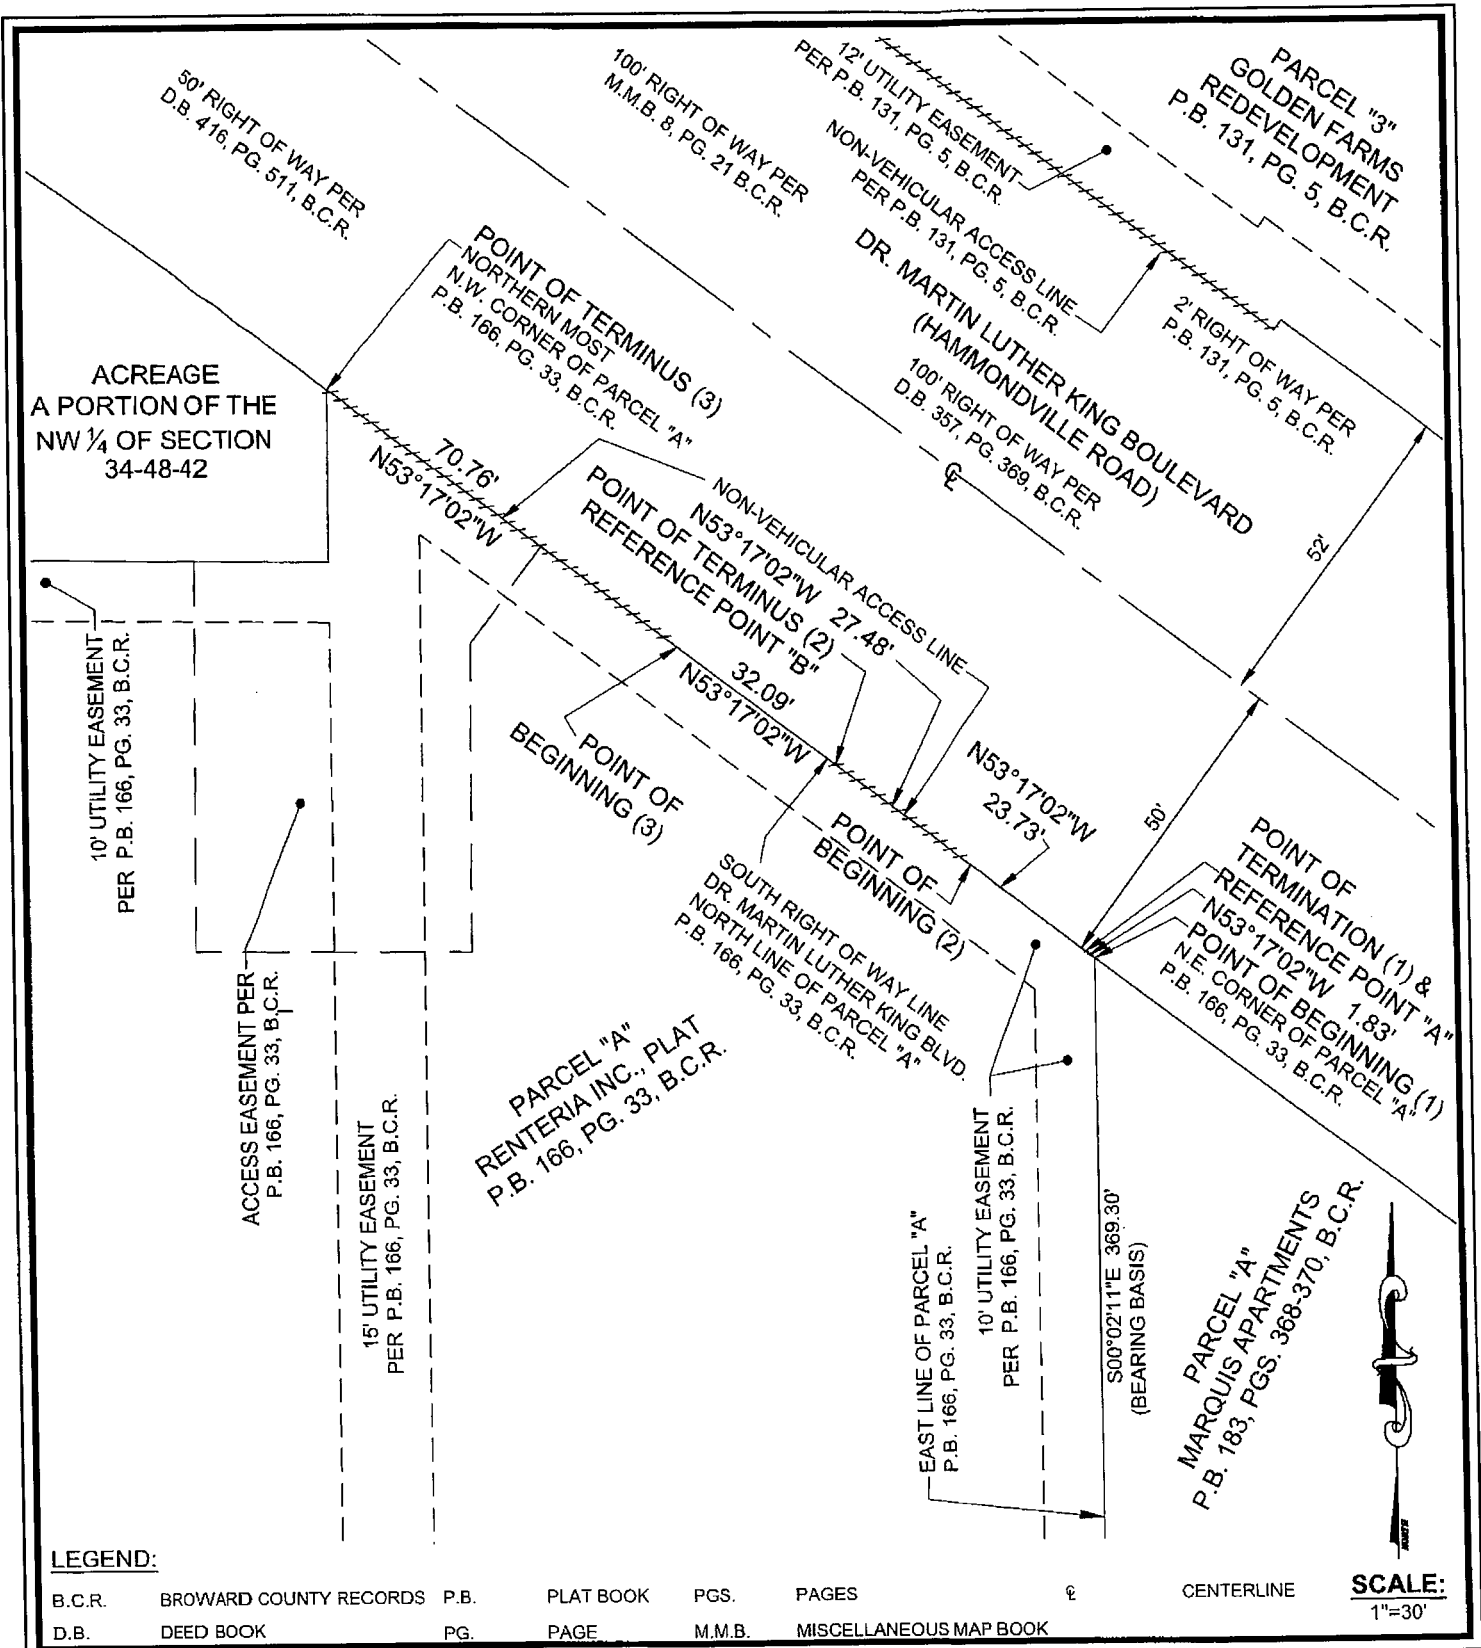 50' RIGHT OF WAY PER
D.B. 416, PG. 511, B.C.R.
100' RIGHT OF WAY PER
M.M.B. 8, PG. 21 B.C.R.
12' UTILITY EASEMENT
PER P.B. 131, PG. 5, B.C.R.
NON-VEHICULAR ACCESS LINE
PER P.B. 131, PG. 5, B.C.R.
PARCEL "3"
GOLDEN FARMS
REDEVELOPMENT
P.B. 131, PG. 5, B.C.R.
DR. MARTIN LUTHER KING BOULEVARD
(HAMMONDVILLE ROAD)
100' RIGHT OF WAY PER
D.B. 357, PG. 369, B.C.R.
2' RIGHT OF WAY PER
P.B. 131, PG. 5, B.C.R.
℄
52'
50'
POINT OF TERMINUS (3)
NORTHERN MOST
N.W. CORNER OF PARCEL "A"
P.B. 166, PG. 33, B.C.R.
ACREAGE
A PORTION OF THE
NW ¼ OF SECTION
34-48-42
70.76'
N53°17'02"W
NON-VEHICULAR ACCESS LINE
N53°17'02"W 27.48'
POINT OF TERMINUS (2)
REFERENCE POINT "B"
32.09'
N53°17'02"W
POINT OF
BEGINNING (3)
N53°17'02"W
23.73'
POINT OF
BEGINNING (2)
SOUTH RIGHT OF WAY LINE
DR. MARTIN LUTHER KING BLVD.
NORTH LINE OF PARCEL "A"
P.B. 166, PG. 33, B.C.R.
POINT OF
TERMINATION (1) &
REFERENCE POINT "A"
N53°17'02"W 1.83'
POINT OF BEGINNING (1)
N.E. CORNER OF PARCEL "A"
P.B. 166, PG. 33, B.C.R.
10' UTILITY EASEMENT
PER P.B. 166, PG. 33, B.C.R.
ACCESS EASEMENT PER
P.B. 166, PG. 33, B.C.R.
15' UTILITY EASEMENT
PER P.B. 166, PG. 33, B.C.R.
PARCEL "A"
RENTERIA INC., PLAT
P.B. 166, PG. 33, B.C.R.
EAST LINE OF PARCEL "A"
P.B. 166, PG. 33, B.C.R.
10' UTILITY EASEMENT
PER P.B. 166, PG. 33, B.C.R.
S00°02'11"E 369.30'
(BEARING BASIS)
PARCEL "A"
MARQUIS APARTMENTS
P.B. 183, PGS. 368-370, B.C.R.
NORTH
LEGEND:
B.C.R. BROWARD COUNTY RECORDS P.B. PLAT BOOK PGS. PAGES ℄ CENTERLINE
D.B. DEED BOOK PG. PAGE M.M.B. MISCELLANEOUS MAP BOOK
SCALE:
1"=30'